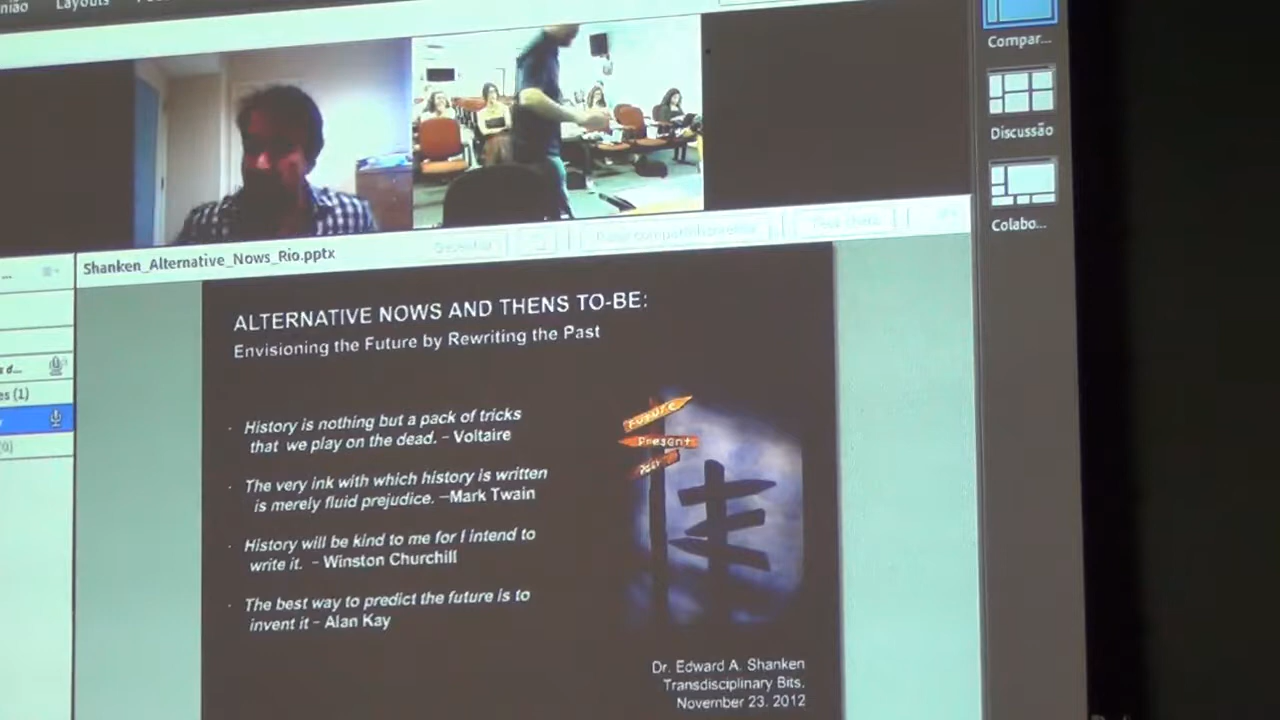 nião Layouts
Compar...
Discussão
Colabo...
Shanken_Alternative_Nows_Rio.pptx
s d...
es (1)
(0)
ALTERNATIVE NOWS AND THENS TO-BE:
Envisioning the Future by Rewriting the Past
· History is nothing but a pack of tricks
that we play on the dead. – Voltaire
· The very ink with which history is written
is merely fluid prejudice. –Mark Twain
· History will be kind to me for I intend to
write it. – Winston Churchill
· The best way to predict the future is to
invent it – Alan Kay
FUTURE
Present
Past
Dr. Edward A. Shanken
Transdisciplinary Bits,
November 23, 2012